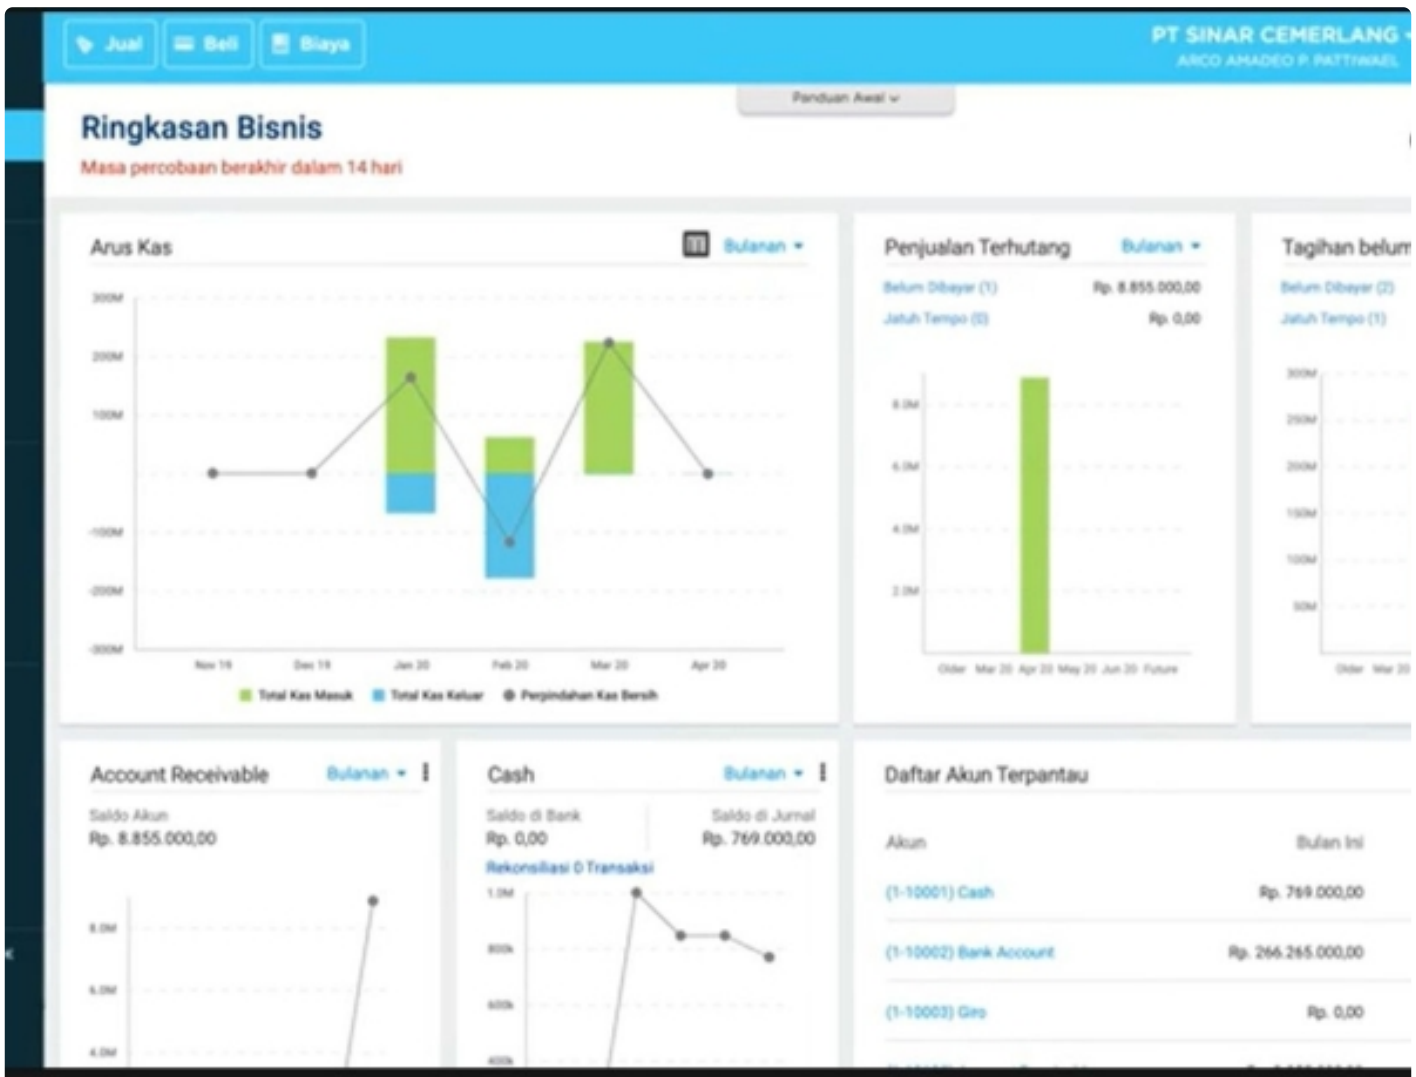 Jual Beli Biaya
PT SINAR CEMERLANG
ARCO AMADEO P. PATTIWAEL
Panduan Awal
Ringkasan Bisnis
Masa percobaan berakhir dalam 14 hari
Arus Kas Bulanan
300M
200M
100M
-100M
-200M
-300M
Nov 19 Dec 19 Jan 20 Feb 20 Mar 20 Apr 20
Total Kas Masuk Total Kas Keluar Perpindahan Kas Bersih
Penjualan Terhutang Bulanan
Belum Dibayar (1) Rp. 8.855.000,00
Jatuh Tempo (0) Rp. 0,00
8.0M
6.0M
4.0M
2.0M
Older Mar 20 Apr 20 May 20 Jun 20 Future
Tagihan belum
Belum Dibayar (2)
Jatuh Tempo (1)
300M
250M
200M
150M
100M
50M
Older Mar 20
Account Receivable Bulanan
Saldo Akun
Rp. 8.855.000,00
8.0M
6.0M
4.0M
Cash Bulanan
Saldo di Bank Saldo di Jurnal
Rp. 0,00 Rp. 769.000,00
Rekonsiliasi 0 Transaksi
1.0M
800k
600k
400k
Daftar Akun Terpantau
Akun Bulan Ini
(1-10001) Cash Rp. 769.000,00
(1-10002) Bank Account Rp. 266.265.000,00
(1-10003) Giro Rp. 0,00